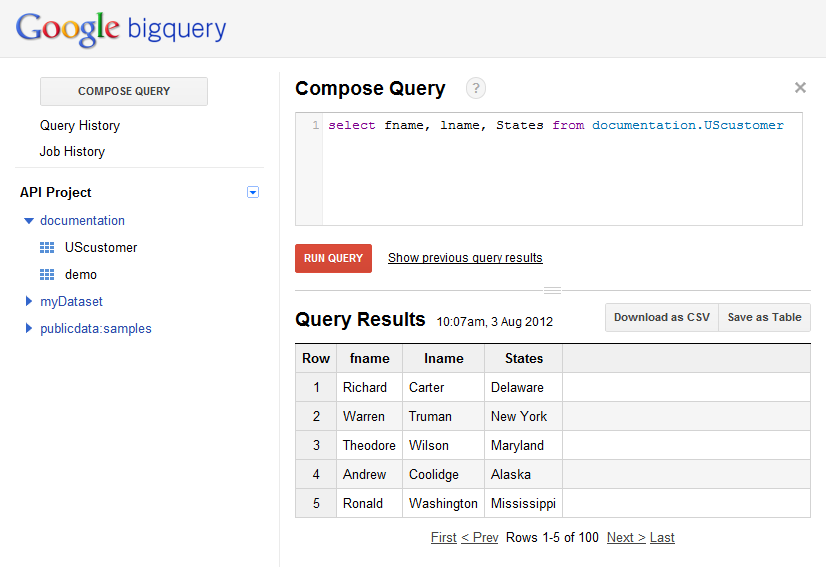 Google bigquery
COMPOSE QUERY
Query History
Job History
API Project
documentation
UScustomer
demo
myDataset
publicdata:samples
Compose Query ?
1 select fname, lname, States from documentation.UScustomer
RUN QUERY Show previous query results
Query Results 10:07am, 3 Aug 2012 Download as CSV Save as Table
Row fname lname States
1 Richard Carter Delaware
2 Warren Truman New York
3 Theodore Wilson Maryland
4 Andrew Coolidge Alaska
5 Ronald Washington Mississippi
First < Prev Rows 1-5 of 100 Next > Last